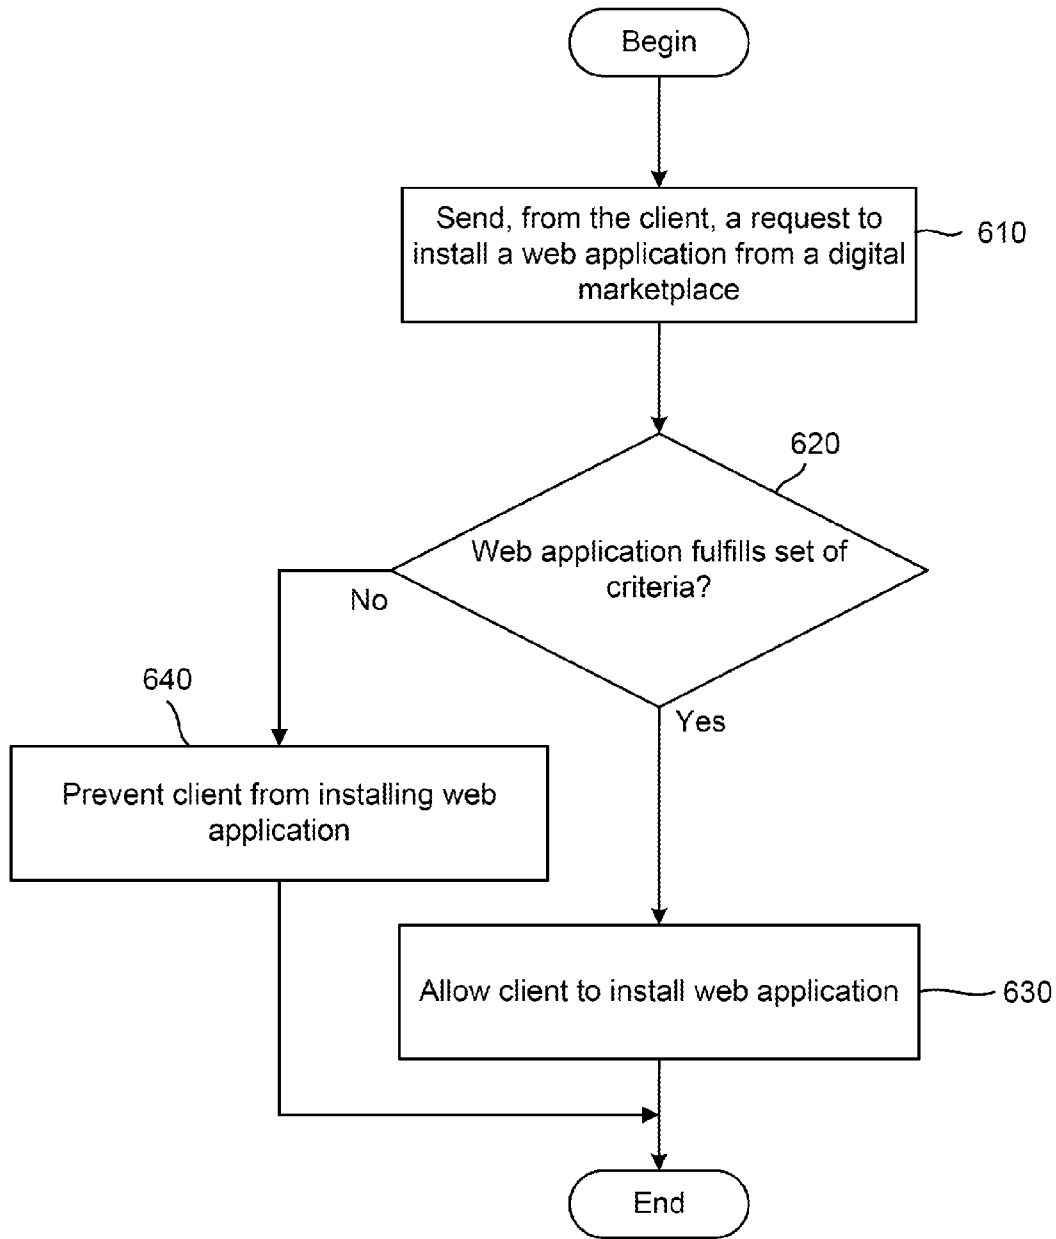 Begin
Send, from the client, a request to
install a web application from a digital
marketplace
610
620
Web application fulfills set of
criteria?
No
640
Yes
Prevent client from installing web
application
Allow client to install web application
630
End